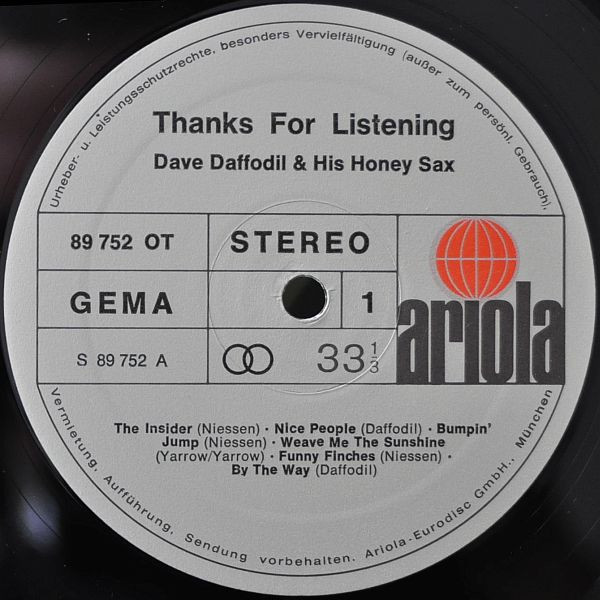 Urheber- u. Leistungsschutzrechte, besonders Vervielfältigung (außer zum persönl. Gebrauch),
Thanks For Listening
Dave Daffodil & His Honey Sax
89 752 OT
STEREO
GEMA
1
ariola
S 89 752 A
33 1/3
The Insider (Niessen) · Nice People (Daffodil) · Bumpin'
Jump (Niessen) · Weave Me The Sunshine
(Yarrow/Yarrow) · Funny Finches (Niessen) ·
By The Way (Daffodil)
Vermietung, Aufführung, Sendung vorbehalten. Ariola-Eurodisc GmbH., München